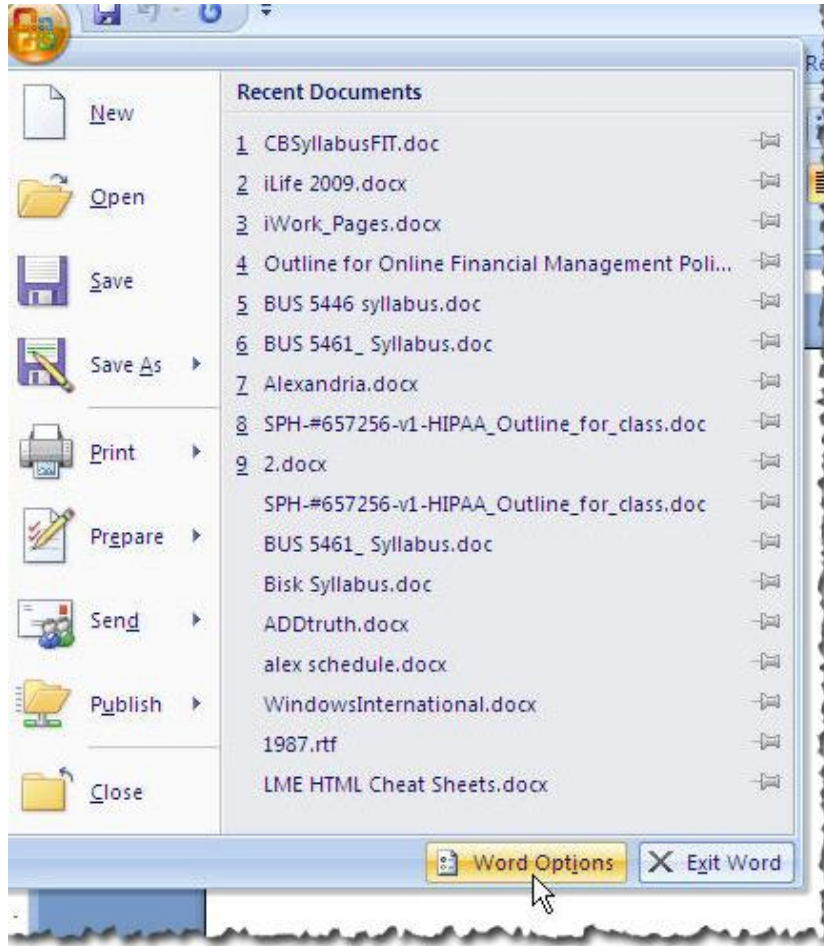 New
Open
Save
Save As
Print
Prepare
Send
Publish
Close
Recent Documents
1 CBSyllabusFIT.doc
2 iLife 2009.docx
3 iWork_Pages.docx
4 Outline for Online Financial Management Poli...
5 BUS 5446 syllabus.doc
6 BUS 5461_ Syllabus.doc
7 Alexandria.docx
8 SPH-#657256-v1-HIPAA_Outline_for_class.doc
9 2.docx
SPH-#657256-v1-HIPAA_Outline_for_class.doc
BUS 5461_ Syllabus.doc
Bisk Syllabus.doc
ADDtruth.docx
alex schedule.docx
WindowsInternational.docx
1987.rtf
LME HTML Cheat Sheets.docx
Word Options
Exit Word